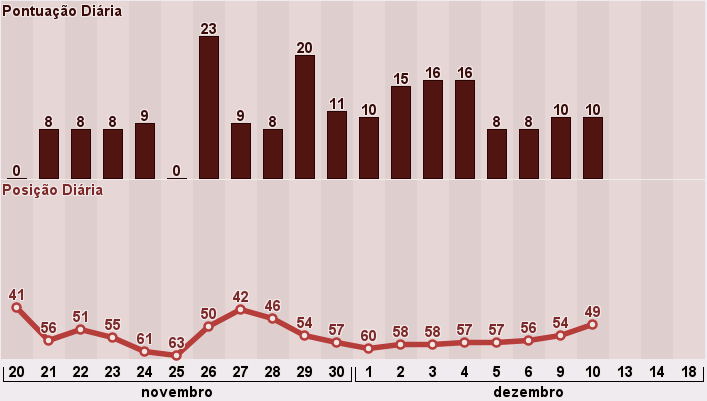 Pontuação Diária
0 8 8 8 9 0 23 9 8 20 11 10 15 16 16 8 8 10 10
Posição Diária
41 56 51 55 61 63 50 42 46 54 57 60 58 58 57 57 56 54 49
20 21 22 23 24 25 26 27 28 29 30 1 2 3 4 5 6 9 10 13 14 18
novembro dezembro